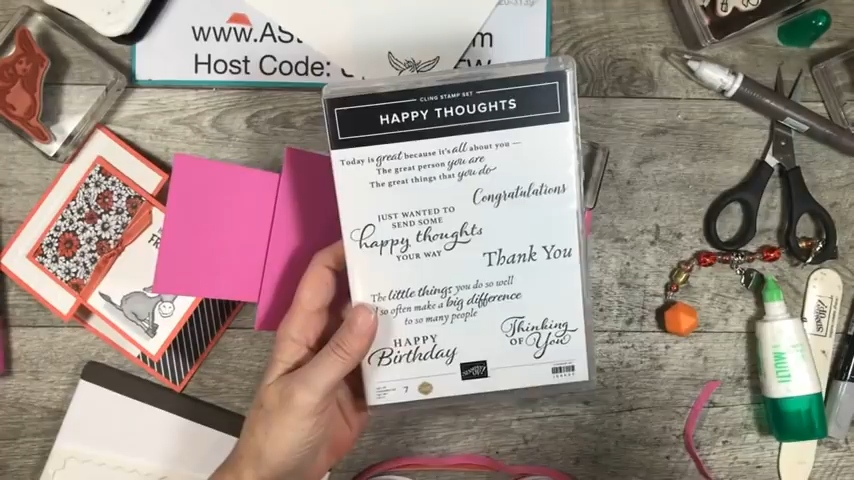 www.AS
Host Code:
CLING STAMP SET
HAPPY THOUGHTS
Today is great because it's all about you —
The great person you are
The great things that you do
Congratulations
JUST WANTED TO
SEND SOME
happy thoughts
YOUR WAY
Thank You
The little things you do so well
so often make a big difference
to so many people
HAPPY
Birthday
THINKING
OF You
STAMPIN' UP!
7
MULTI